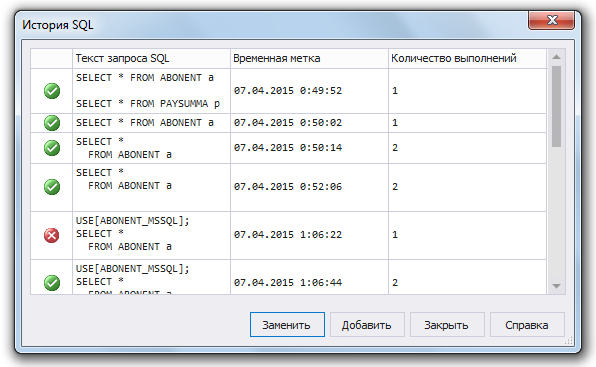 История SQL
Текст запроса SQL Временная метка Количество выполнений
SELECT * FROM ABONENT a
SELECT * FROM PAYSUMMA p
07.04.2015 0:49:52 1
SELECT * FROM ABONENT a 07.04.2015 0:50:02 1
SELECT *
FROM ABONENT a
07.04.2015 0:50:14 2
SELECT *
FROM ABONENT a
07.04.2015 0:52:06 2
USE[ABONENT_MSSQL];
SELECT *
FROM ABONENT a
07.04.2015 1:06:22 1
USE[ABONENT_MSSQL];
SELECT *
FROM ABONENT a
07.04.2015 1:06:44 2
Заменить Добавить Закрыть Справка